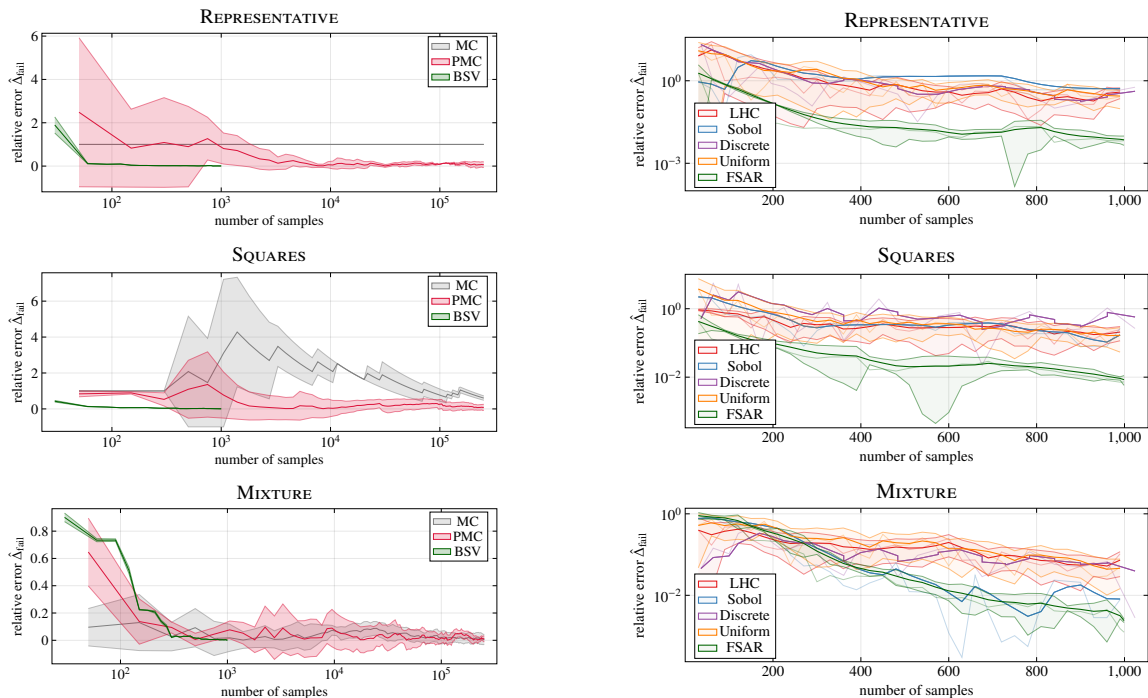 REPRESENTATIVE
relative error Δ̂fail
6
4
2
0
MC
PMC
BSV
10²
10³
10⁴
10⁵
number of samples
REPRESENTATIVE
relative error Δ̂fail
10⁰
10⁻³
LHC
Sobol
Discrete
Uniform
FSAR
200
400
600
800
1,000
number of samples
SQUARES
relative error Δ̂fail
6
4
2
0
MC
PMC
BSV
10²
10³
10⁴
10⁵
number of samples
SQUARES
relative error Δ̂fail
10⁰
10⁻²
LHC
Sobol
Discrete
Uniform
FSAR
200
400
600
800
1,000
number of samples
MIXTURE
relative error Δ̂fail
0.8
0.6
0.4
0.2
0
MC
PMC
BSV
10²
10³
10⁴
10⁵
number of samples
MIXTURE
relative error Δ̂fail
10⁰
10⁻²
LHC
Sobol
Discrete
Uniform
FSAR
200
400
600
800
1,000
number of samples